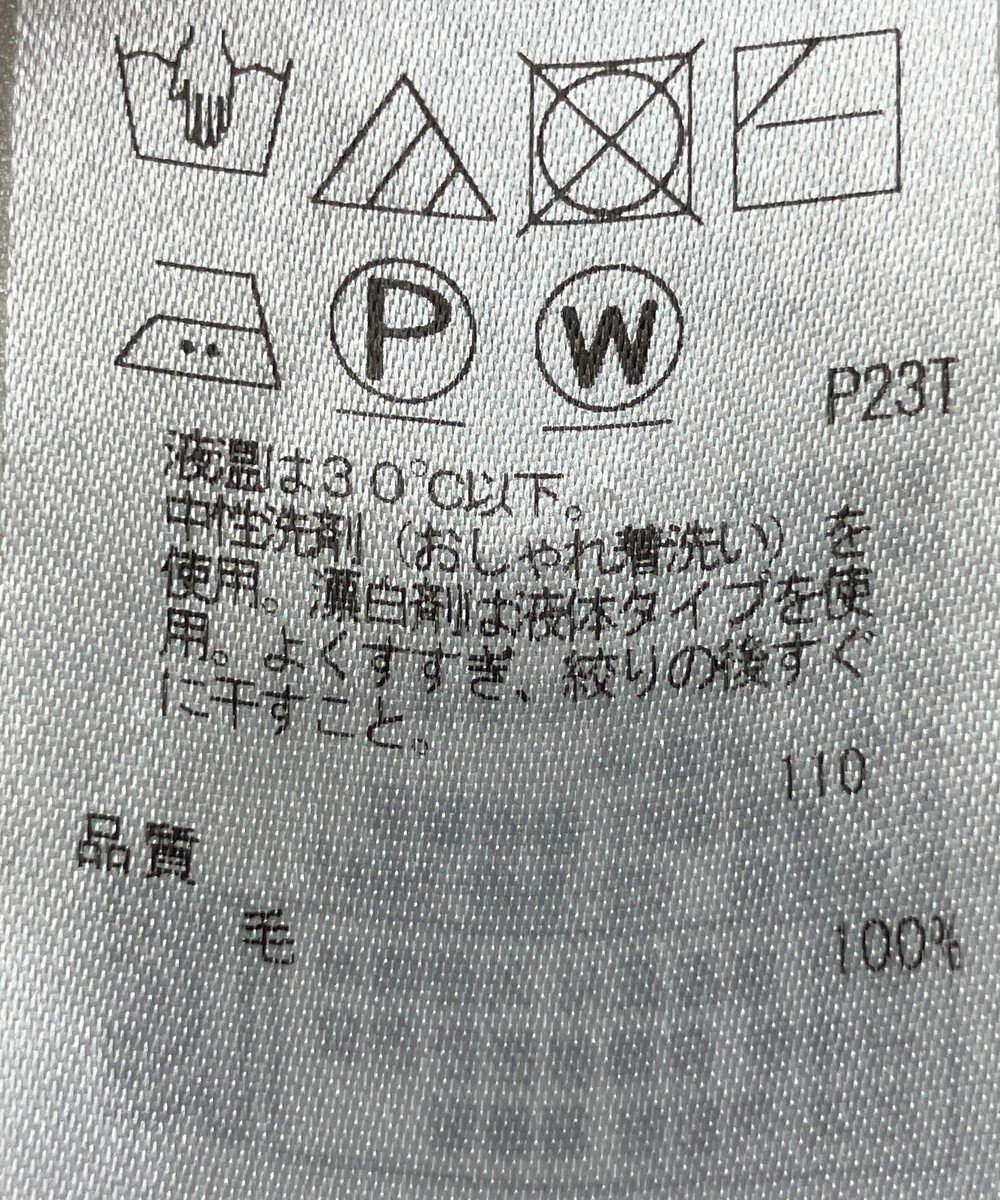 P
W
P23T
液温は30℃以下。
中性洗剤（おしゃれ着洗い）を
使用。漂白剤は液体タイプを使
用。よくすすぎ、絞りの後すぐ
に干すこと。
110
品質
毛 100%